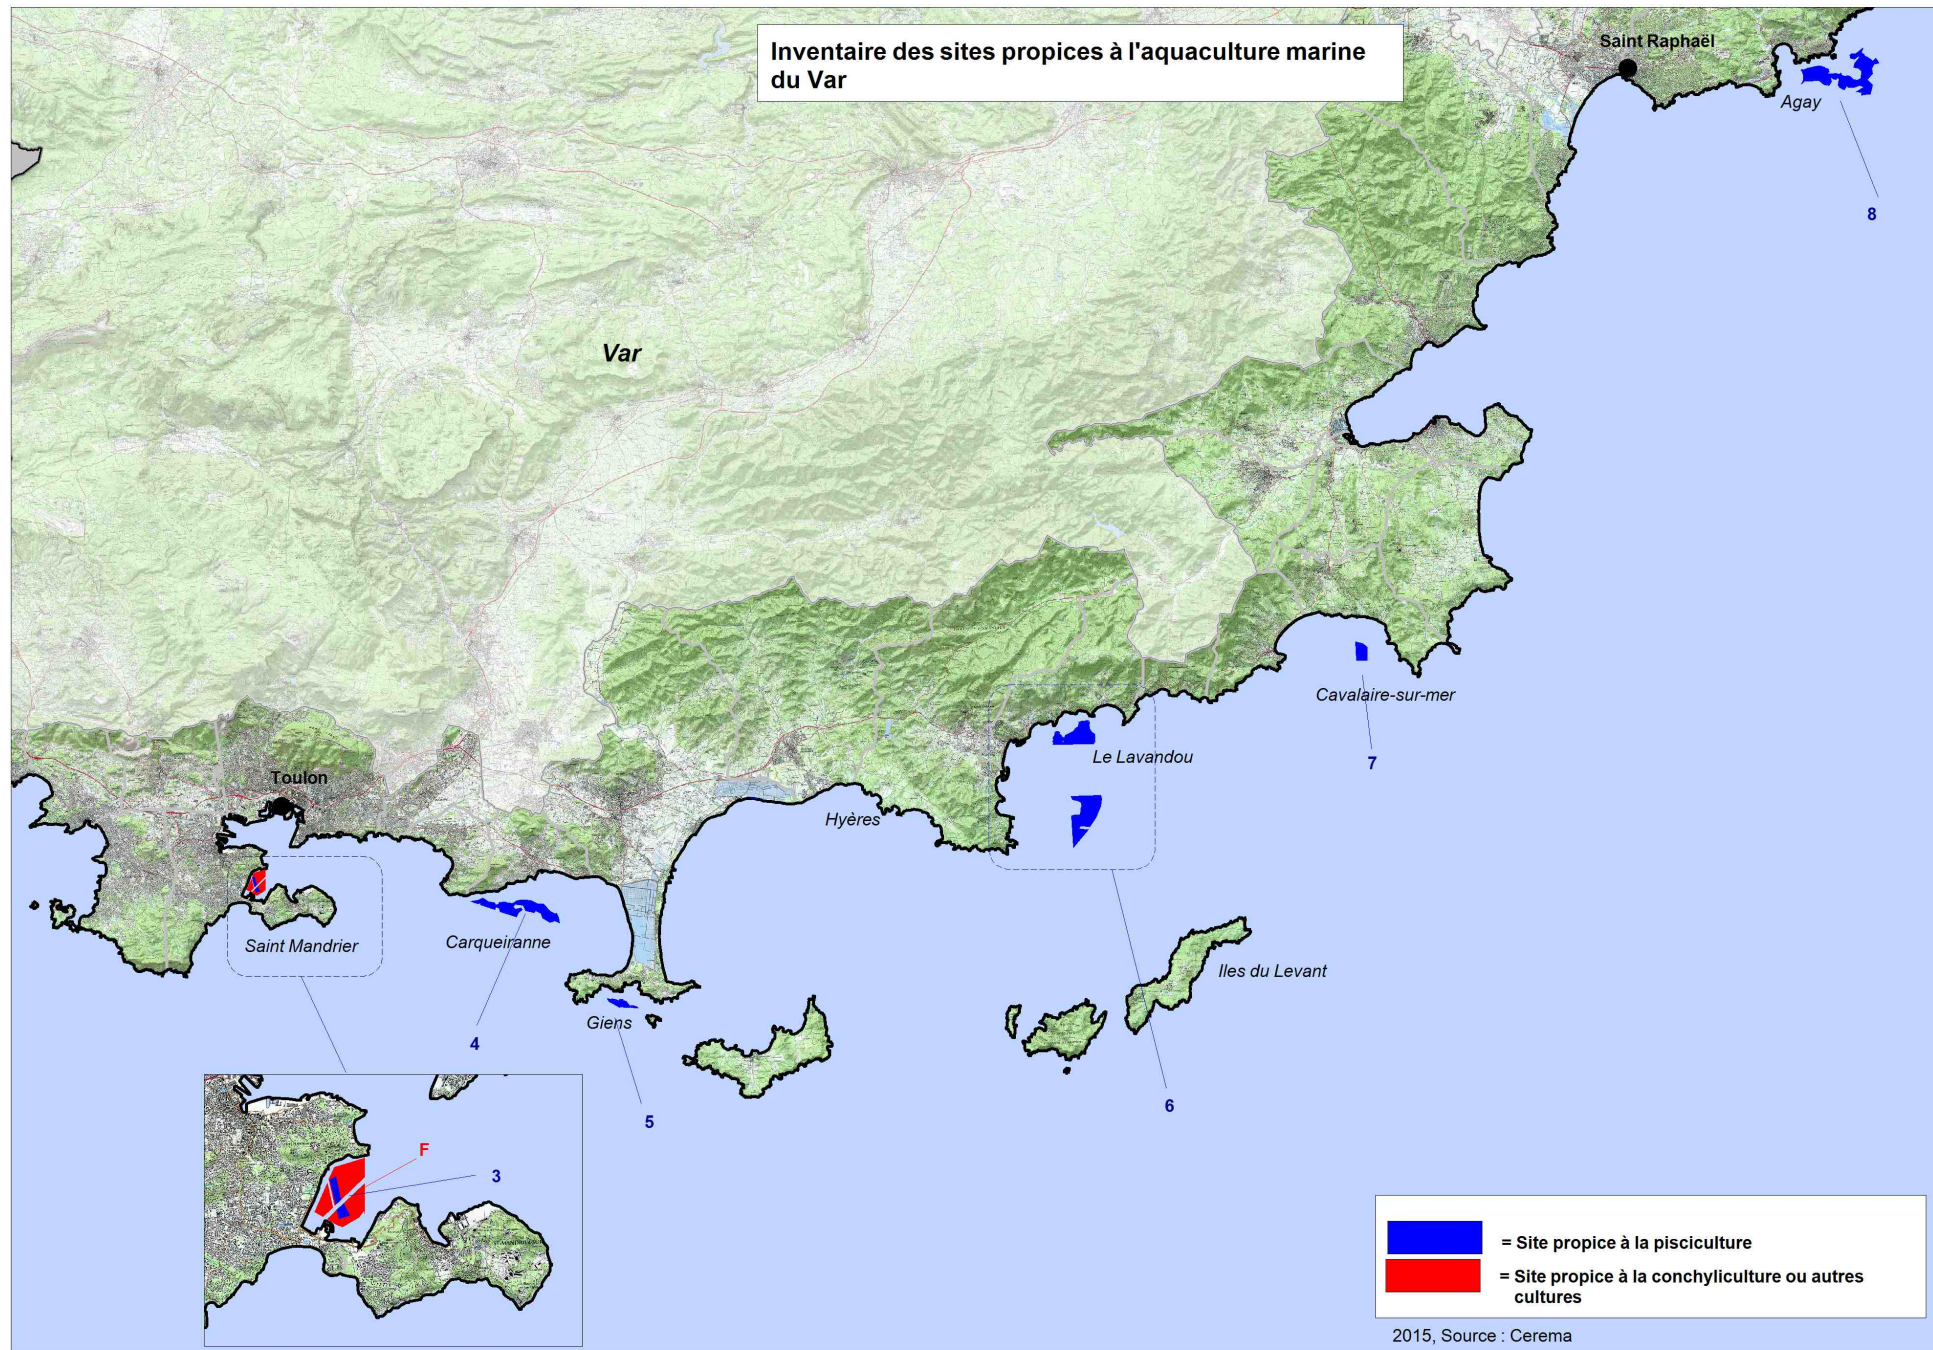 Inventaire des sites propices à l'aquaculture marine
du Var
Saint Raphaël
Agay
8
Var
Cavalaire-sur-mer
7
Le Lavandou
Toulon
Hyères
Saint Mandrier
Carqueiranne
Iles du Levant
Giens
4
5
6
F
3
= Site propice à la pisciculture
= Site propice à la conchyliculture ou autres
cultures
2015, Source : Cerema